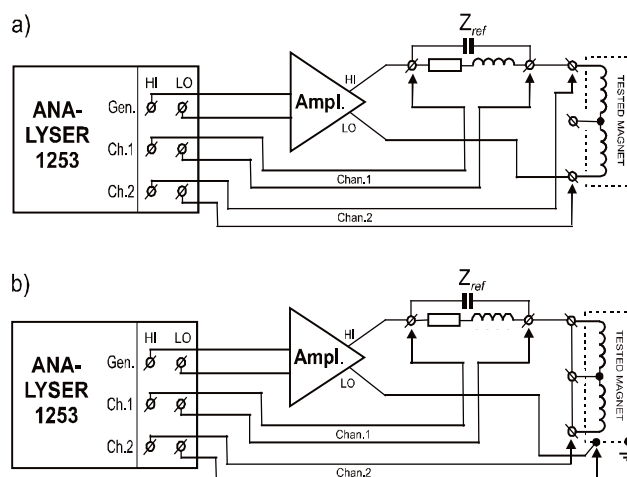 a)
Z_ref
HI LO
HI
ANA-
LYSER
1253
Gen.
Ampl.
LO
Ch.1
Ch.2
Chan.1
Chan.2
TESTED MAGNET
b)
Z_ref
HI LO
HI
ANA-
LYSER
1253
Gen.
Ampl.
LO
Ch.1
Ch.2
Chan.1
Chan.2
TESTED MAGNET